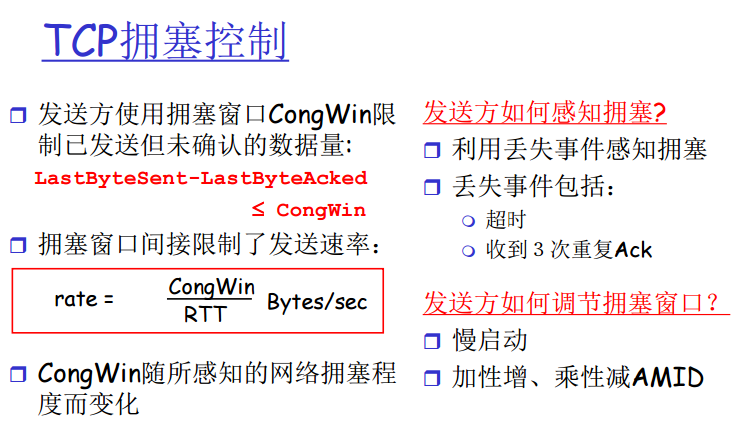 TCP拥塞控制
发送方使用拥塞窗口CongWin限
制已发送但未确认的数据量:
LastByteSent-LastByteAcked
≤ CongWin
拥塞窗口间接限制了发送速率：
rate = CongWin
RTT Bytes/sec
CongWin随所感知的网络拥塞程
度而变化
发送方如何感知拥塞?
利用丢失事件感知拥塞
丢失事件包括：
超时
收到3次重复Ack
发送方如何调节拥塞窗口？
慢启动
加性增、乘性减AMID